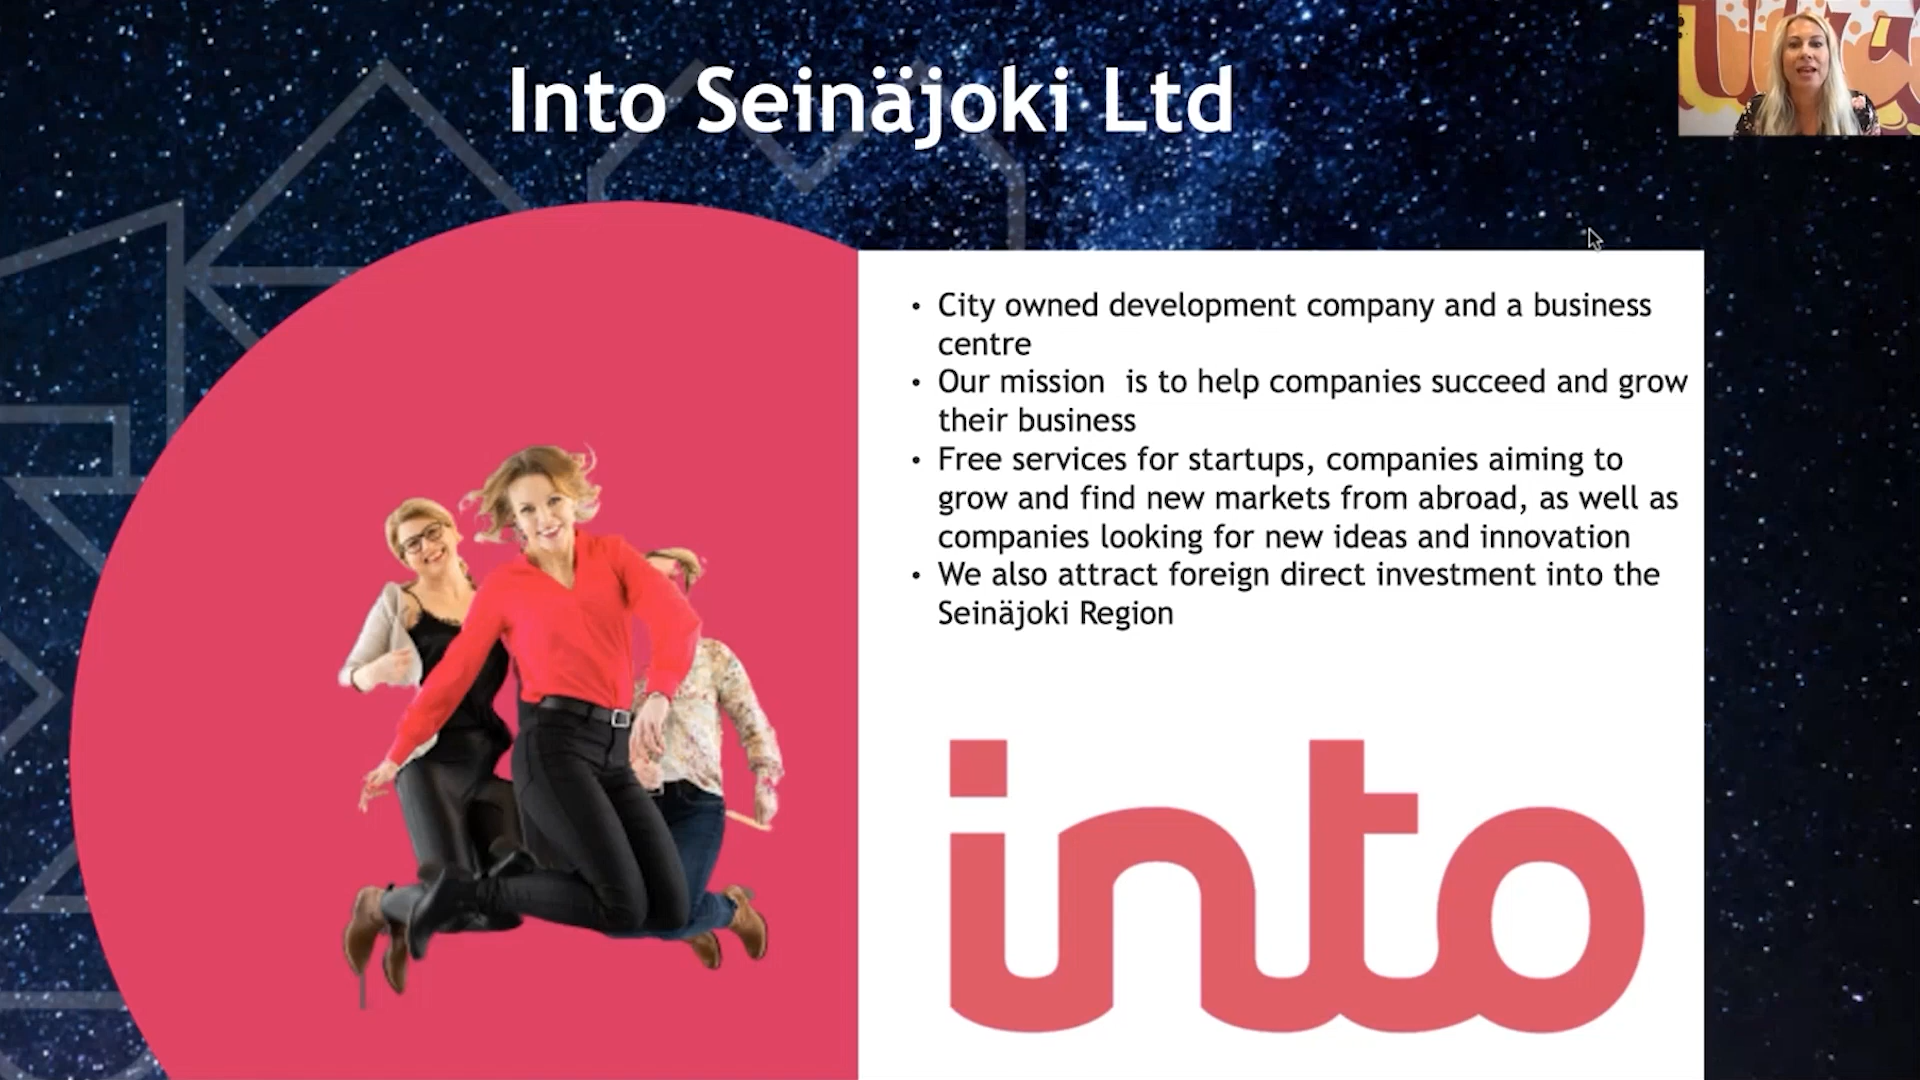 Into Seinäjoki Ltd
• City owned development company and a business
centre
• Our mission  is to help companies succeed and grow
their business
• Free services for startups, companies aiming to
grow and find new markets from abroad, as well as
companies looking for new ideas and innovation
• We also attract foreign direct investment into the
Seinäjoki Region
into